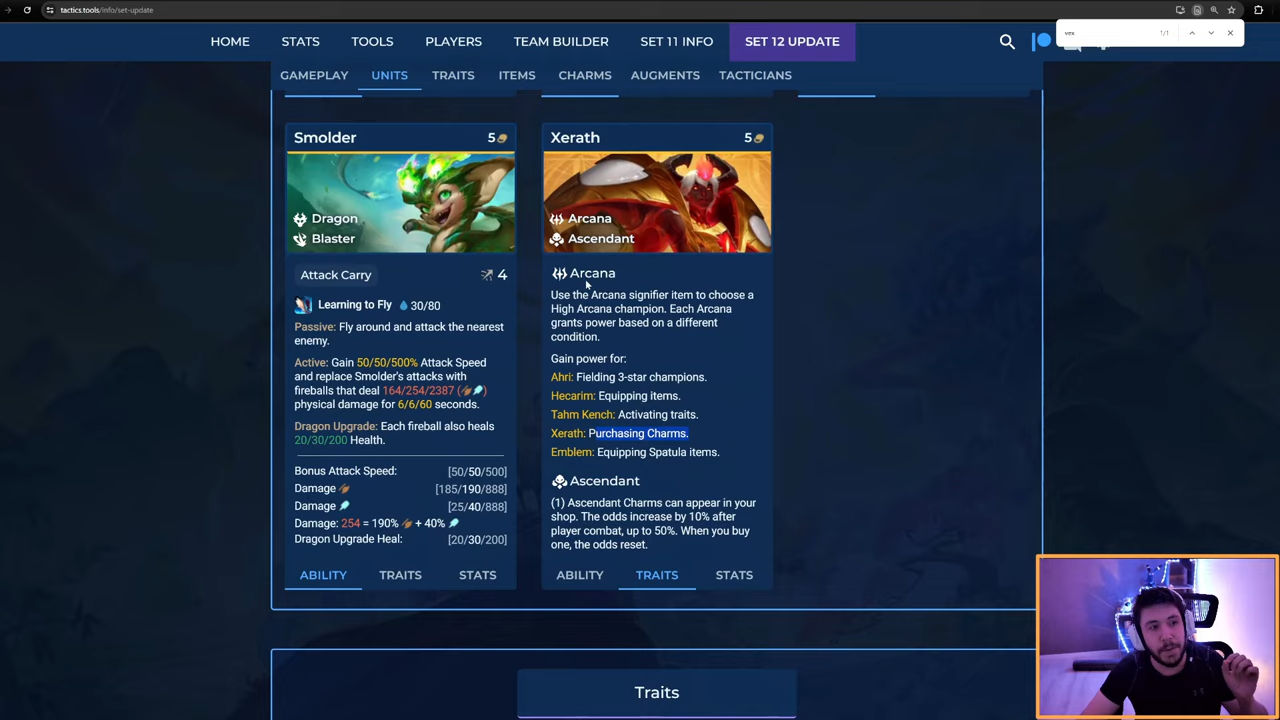 tactics.tools/info/set-update
vex
1/1
HOME
STATS
TOOLS
PLAYERS
TEAM BUILDER
SET 11 INFO
SET 12 UPDATE
GAMEPLAY
UNITS
TRAITS
ITEMS
CHARMS
AUGMENTS
TACTICIANS
Smolder
5
Dragon
Blaster
Attack Carry
4
Learning to Fly
30/80
Passive: Fly around and attack the nearest
enemy.
Active: Gain 50/50/500% Attack Speed
and replace Smolder's attacks with
fireballs that deal 164/254/2387 ( )
physical damage for 6/6/60 seconds.
Dragon Upgrade: Each fireball also heals
20/30/200 Health.
Bonus Attack Speed: [50/50/500]
Damage [185/190/888]
Damage [25/40/888]
Damage: 254 = 190% + 40%
Dragon Upgrade Heal: [20/30/200]
ABILITY
TRAITS
STATS
Xerath
5
Arcana
Ascendant
Arcana
Use the Arcana signifier item to choose a
High Arcana champion. Each Arcana
grants power based on a different
condition.
Gain power for:
Ahri: Fielding 3-star champions.
Hecarim: Equipping items.
Tahm Kench: Activating traits.
Xerath: Purchasing Charms.
Emblem: Equipping Spatula items.
Ascendant
(1) Ascendant Charms can appear in your
shop. The odds increase by 10% after
player combat, up to 50%. When you buy
one, the odds reset.
ABILITY
TRAITS
STATS
Traits